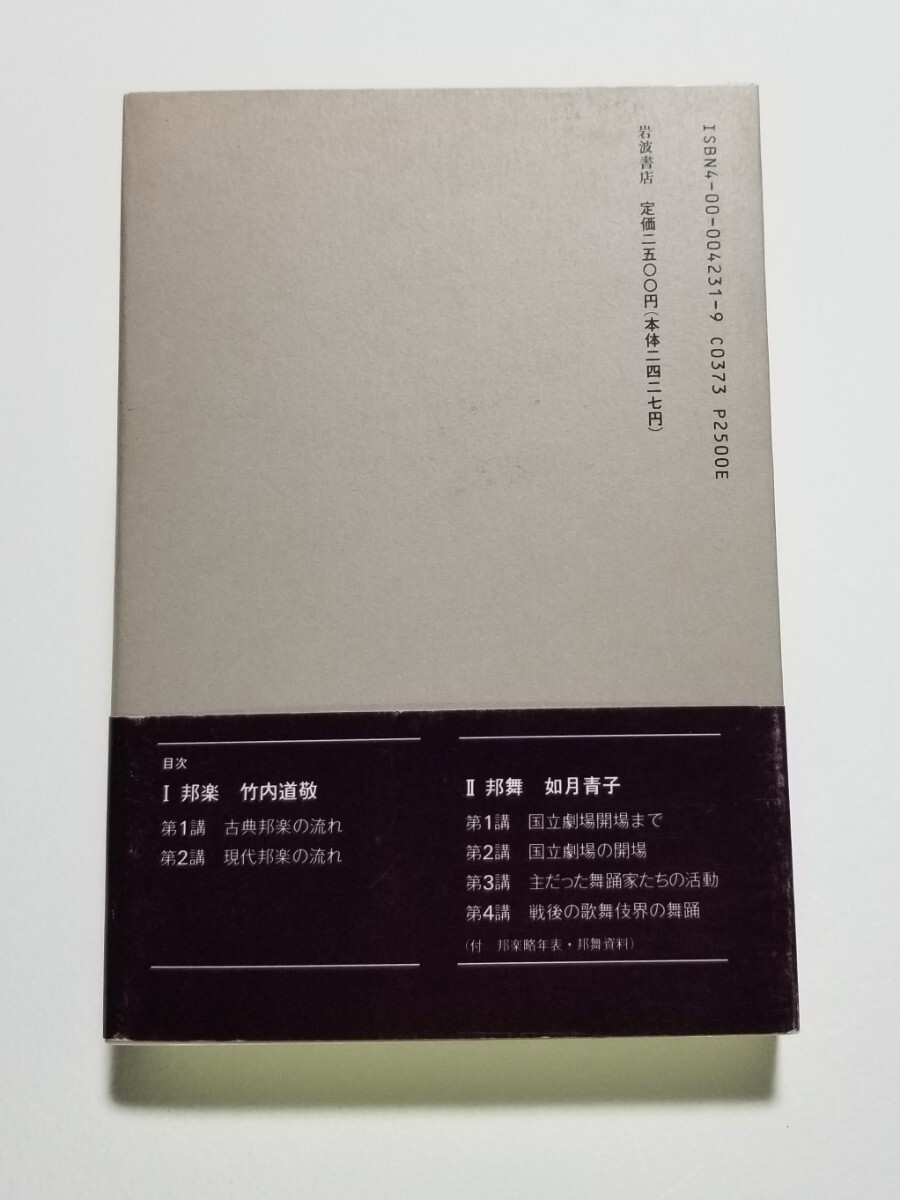 ISBN4-00-004231-9 C0373 P2500E
岩波書店 定価二五〇〇円(本体二四二七円)
目次
Ⅰ 邦楽 竹内道敬
第1講 古典邦楽の流れ
第2講 現代邦楽の流れ
Ⅱ 邦舞 如月青子
第1講 国立劇場開場まで
第2講 国立劇場の開場
第3講 主だった舞踊家たちの活動
第4講 戦後の歌舞伎界の舞踊
(付 邦楽略年表・邦舞資料)